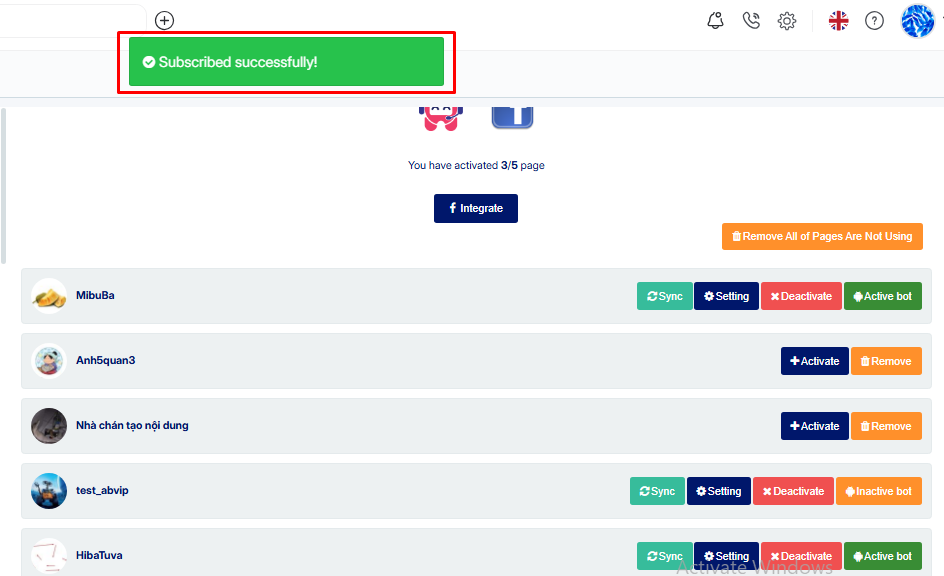 Subscribed successfully!
You have activated 3/5 page
Integrate
Remove All of Pages Are Not Using
MibuBa Sync Setting Deactivate Active bot
Anh5quan3 Activate Remove
Nhà chán tạo nội dung Activate Remove
test_abvip Sync Setting Deactivate Inactive bot
HibaTuva Sync Setting Deactivate Active bot
Activate Windows